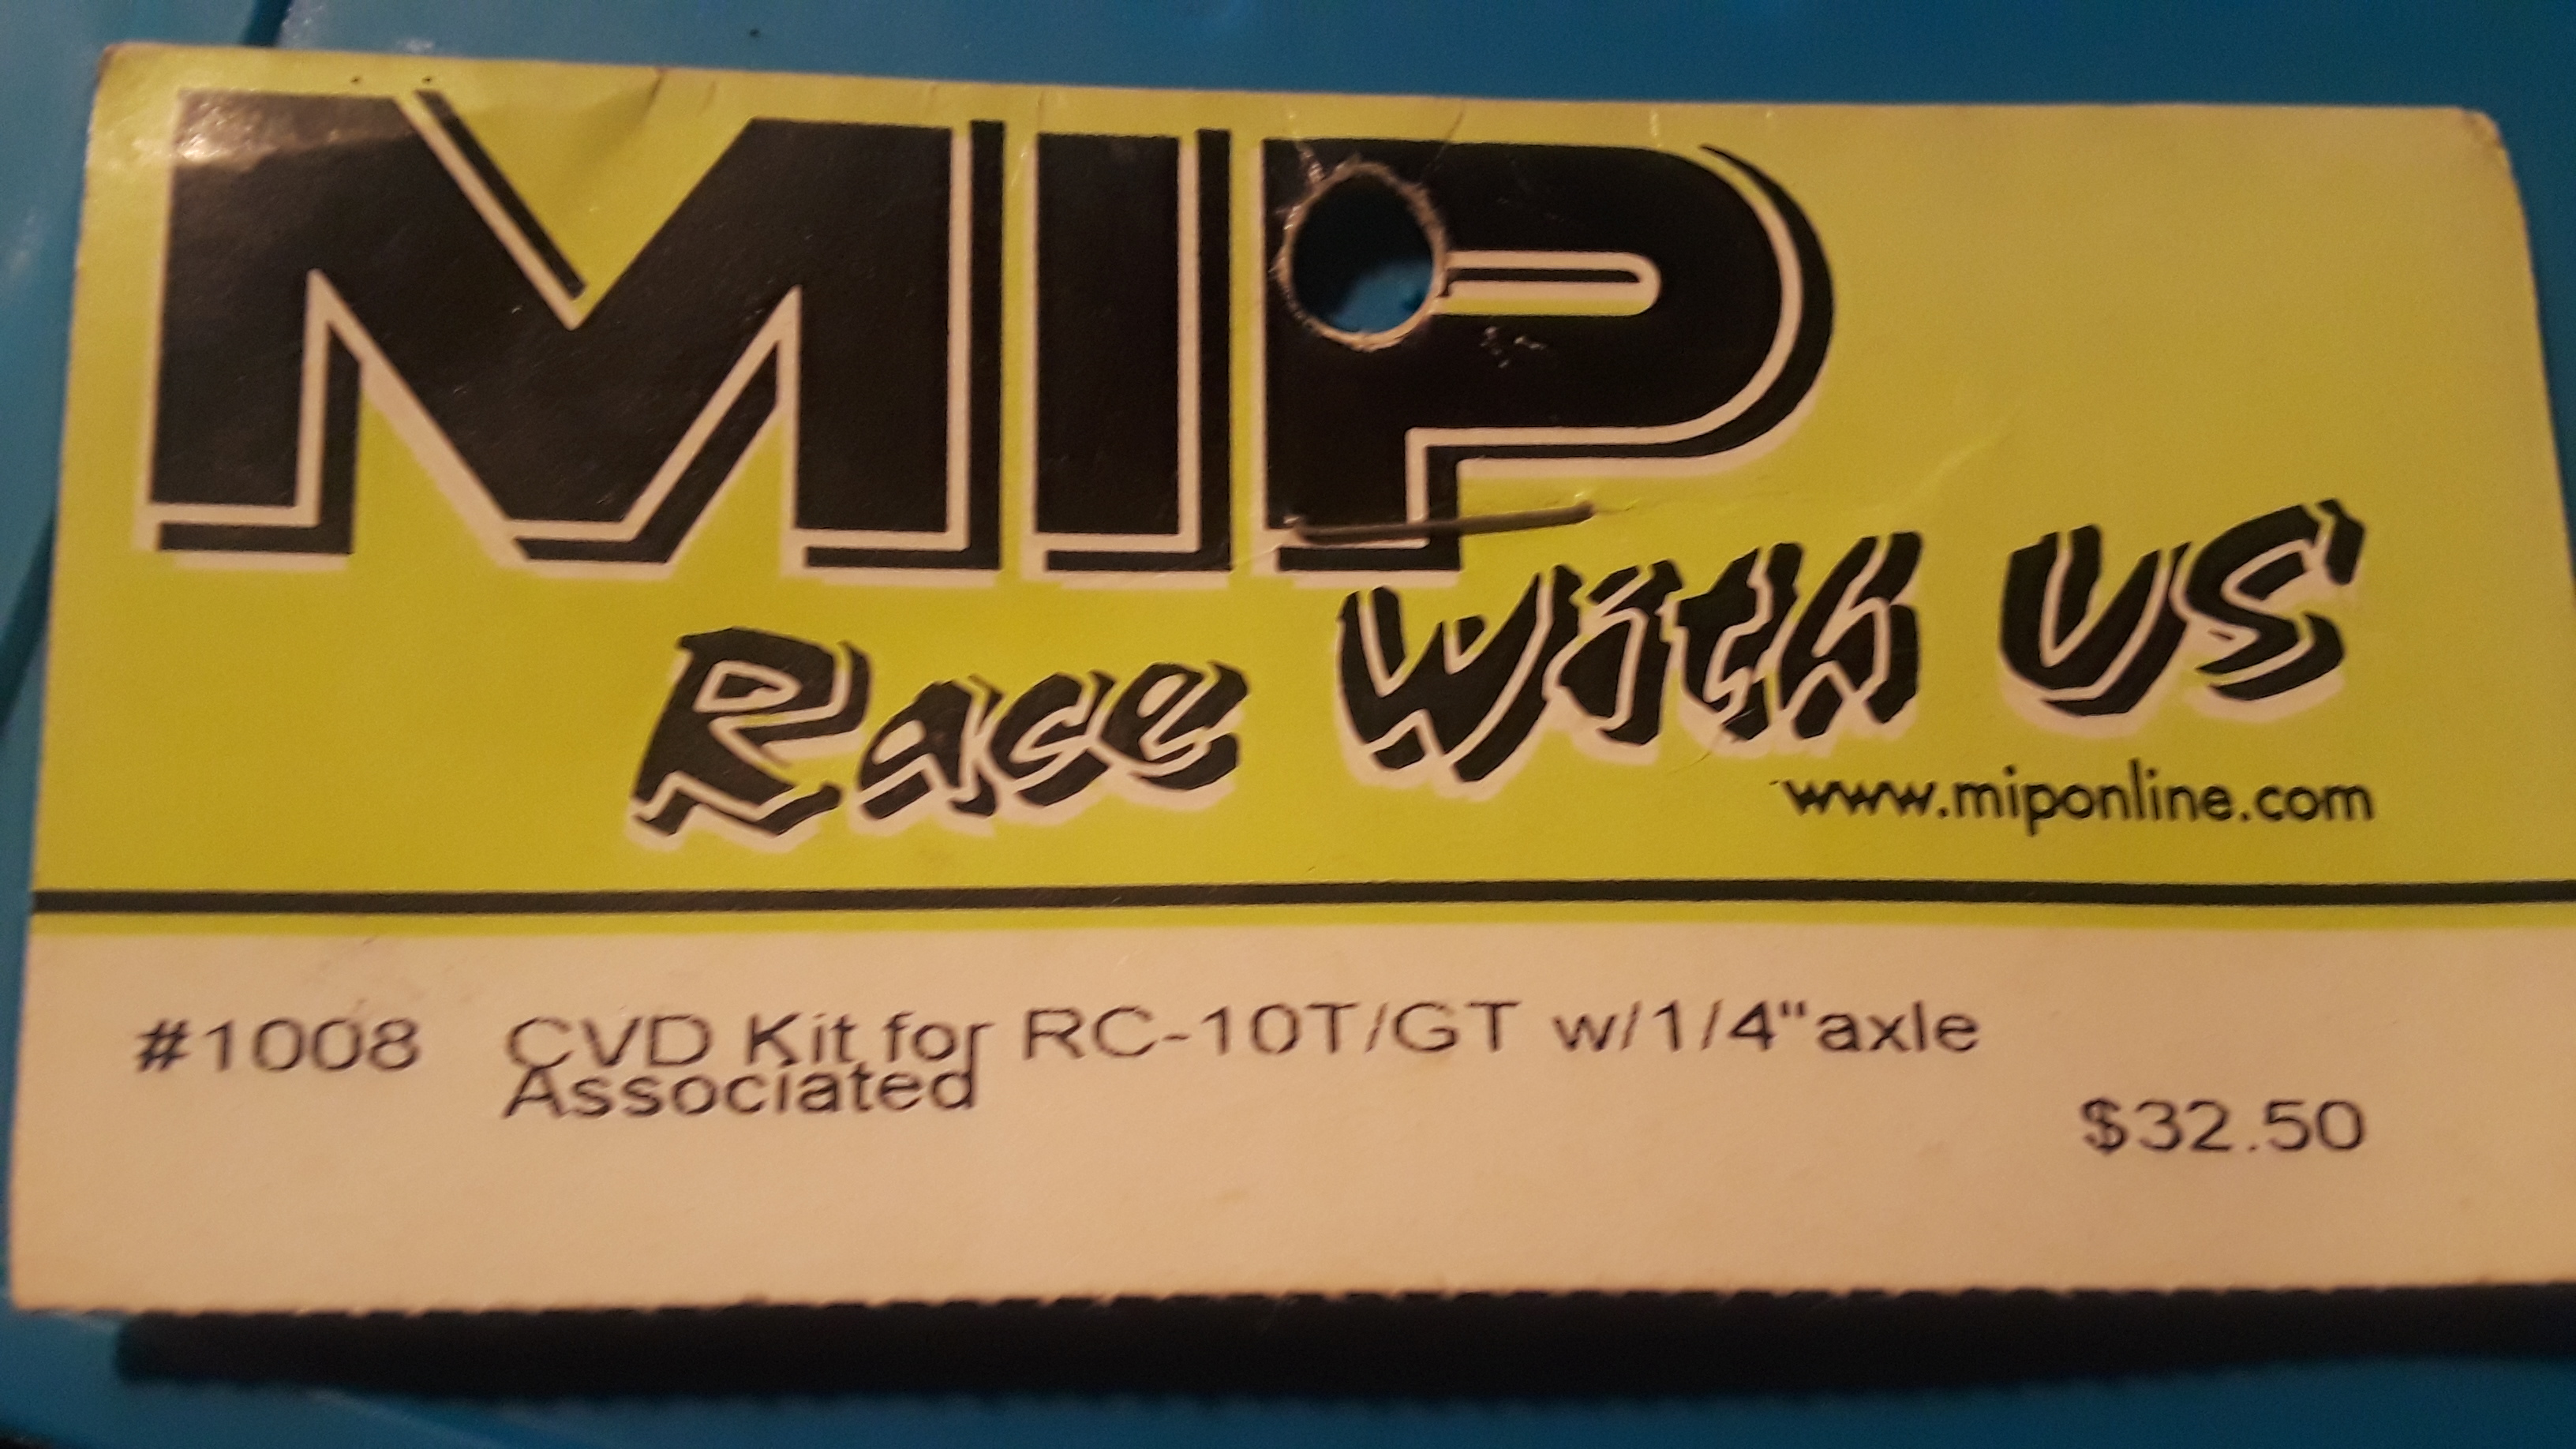 MIP
Race With US
www.miponline.com
#1008 CVD Kit for RC-10T/GT w/1/4"axle
Associated
$32.50